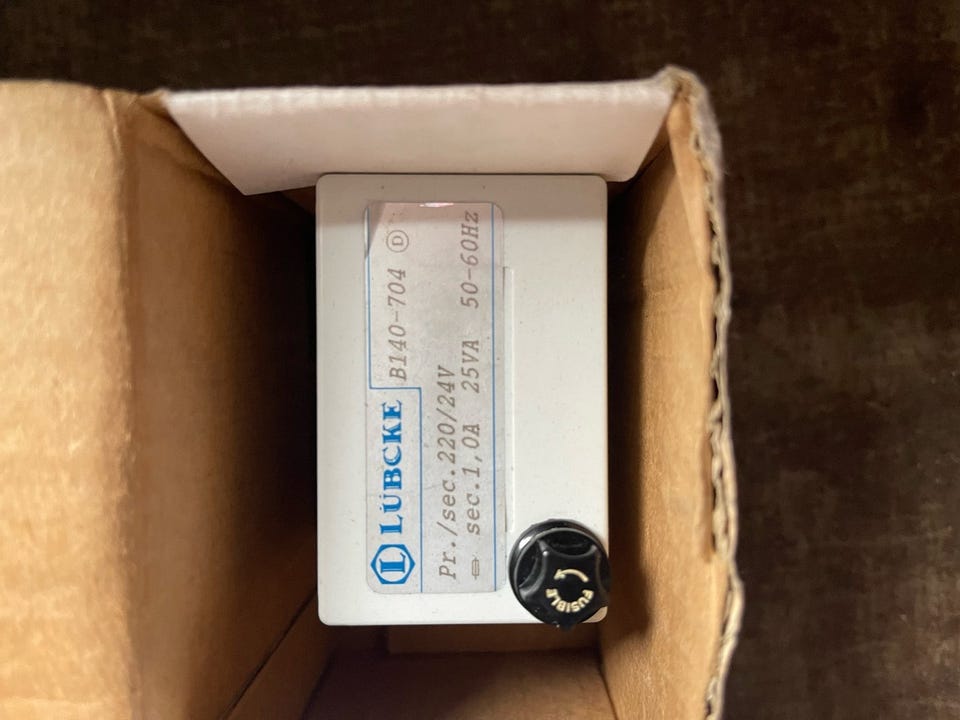 L LÜBCKE B140-704 D
Pr./sec.220/24V
sec.1,0A 25VA 50-60Hz
FUSIBLE